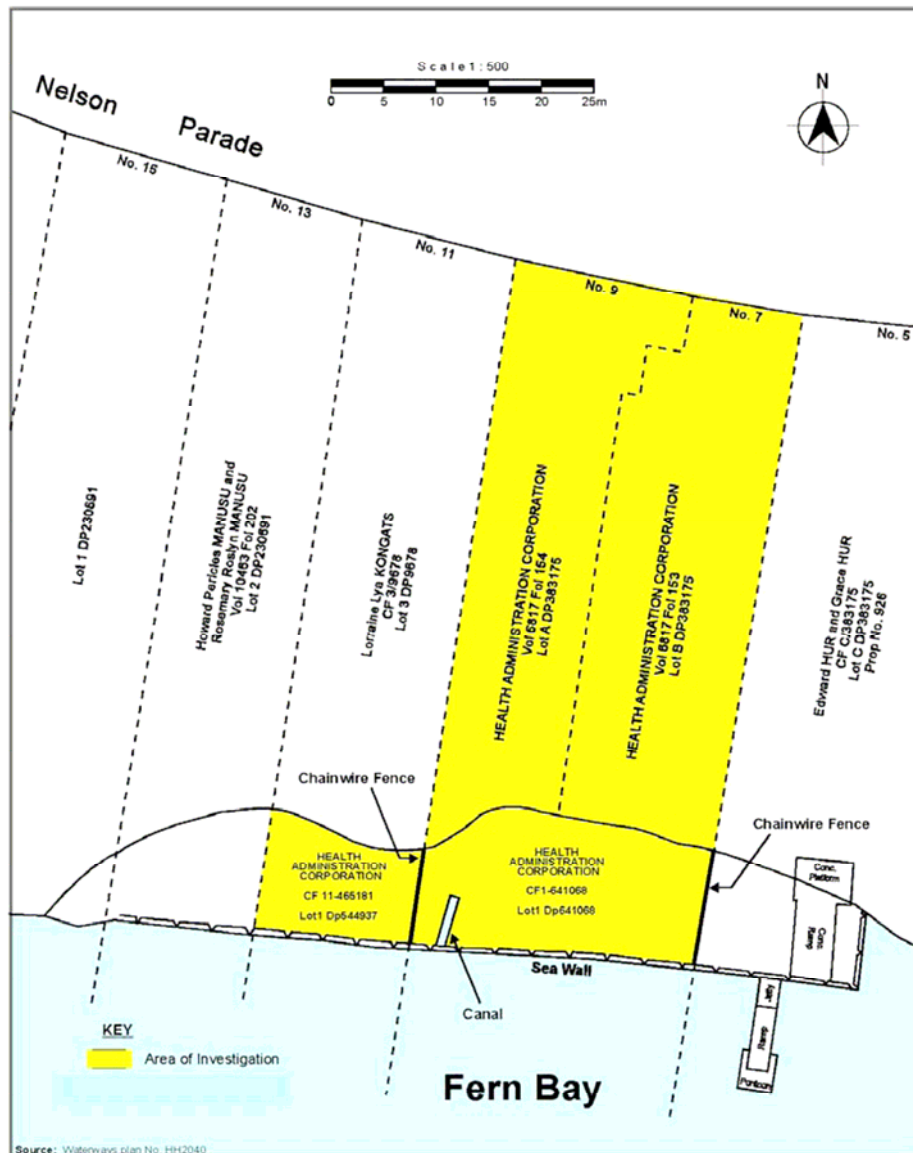 Scale 1:500
0 5 10 15 20 25m
N
Nelson Parade
No. 15
No. 13
No. 11
No. 9
No. 7
No. 5
Lot 1 DP230691
Howard Pericles MANUSU and
Rosemary Roslyn MANUSU
Vol 10463 Fol 202
Lot 2 DP230691
Lorraine Lya KONGATS
CF 3/9678
Lot 3 DP9678
HEALTH ADMINISTRATION CORPORATION
Vol 6817 Fol 154
Lot A DP383175
HEALTH ADMINISTRATION CORPORATION
Vol 6817 Fol 153
Lot B DP383175
Edward HUR and Grace HUR
CF C/383175
Lot C DP383175
Prop No. 926
Chainwire Fence
Chainwire Fence
HEALTH
ADMINISTRATION
CORPORATION
CF 11-465181
Lot1 Dp544937
HEALTH
ADMINISTRATION
CORPORATION
CF1-641068
Lot1 Dp641068
Conc.
Platform
Conc.
Ramp
Sea Wall
Canal
Jetty
Ramp
Pontoon
KEY
Area of Investigation
Fern Bay
Source: Waterways plan No. HH2040